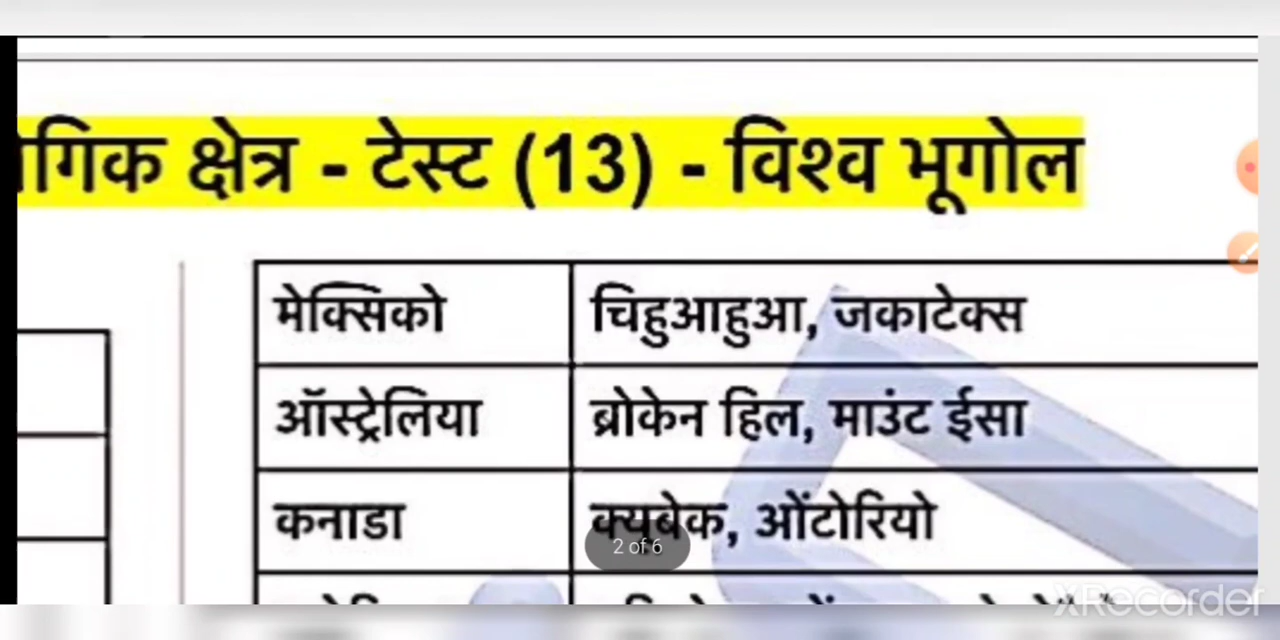 क्षेत्र - टेस्ट (13) - विश्व भूगोल
मेक्सिको चिहुआहुआ, जकाटेक्स
ऑस्ट्रेलिया ब्रोकेन हिल, माउंट ईसा
कनाडा क्यूबेक, ओंटोरियो
2 of 6
XRecorder